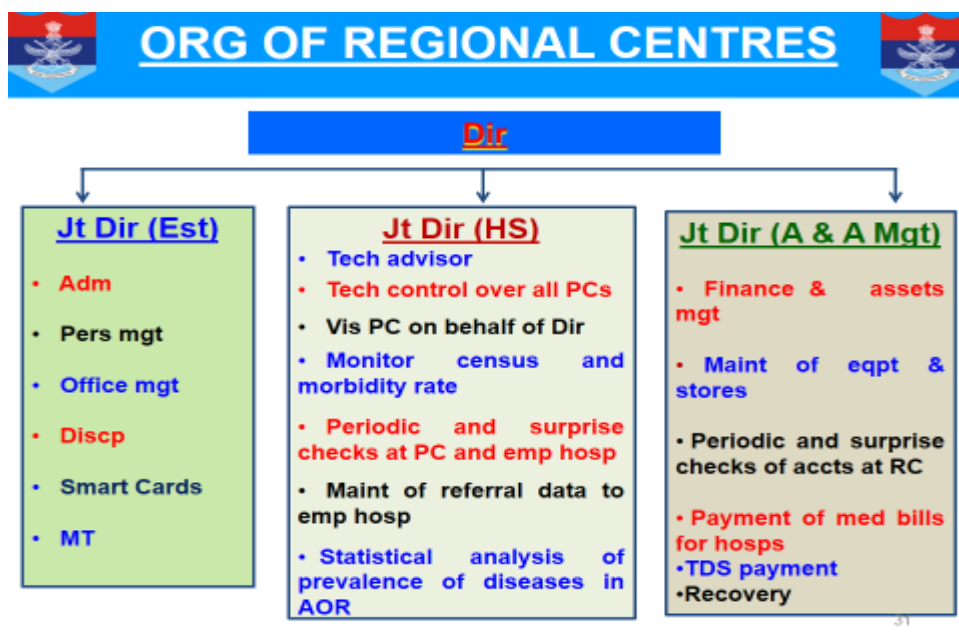 ORG OF REGIONAL CENTRES
Dir
Jt Dir (Est)
• Adm
• Pers mgt
• Office mgt
• Discp
• Smart Cards
• MT
Jt Dir (HS)
• Tech advisor
• Tech control over all PCs
• Vis PC on behalf of Dir
• Monitor census and
morbidity rate
• Periodic and surprise
checks at PC and emp hosp
• Maint of referral data to
emp hosp
• Statistical analysis of
prevalence of diseases in
AOR
Jt Dir (A & A Mgt)
• Finance & assets
mgt
• Maint of eqpt &
stores
• Periodic and surprise
checks of accts at RC
• Payment of med bills
for hosps
•TDS payment
•Recovery
31